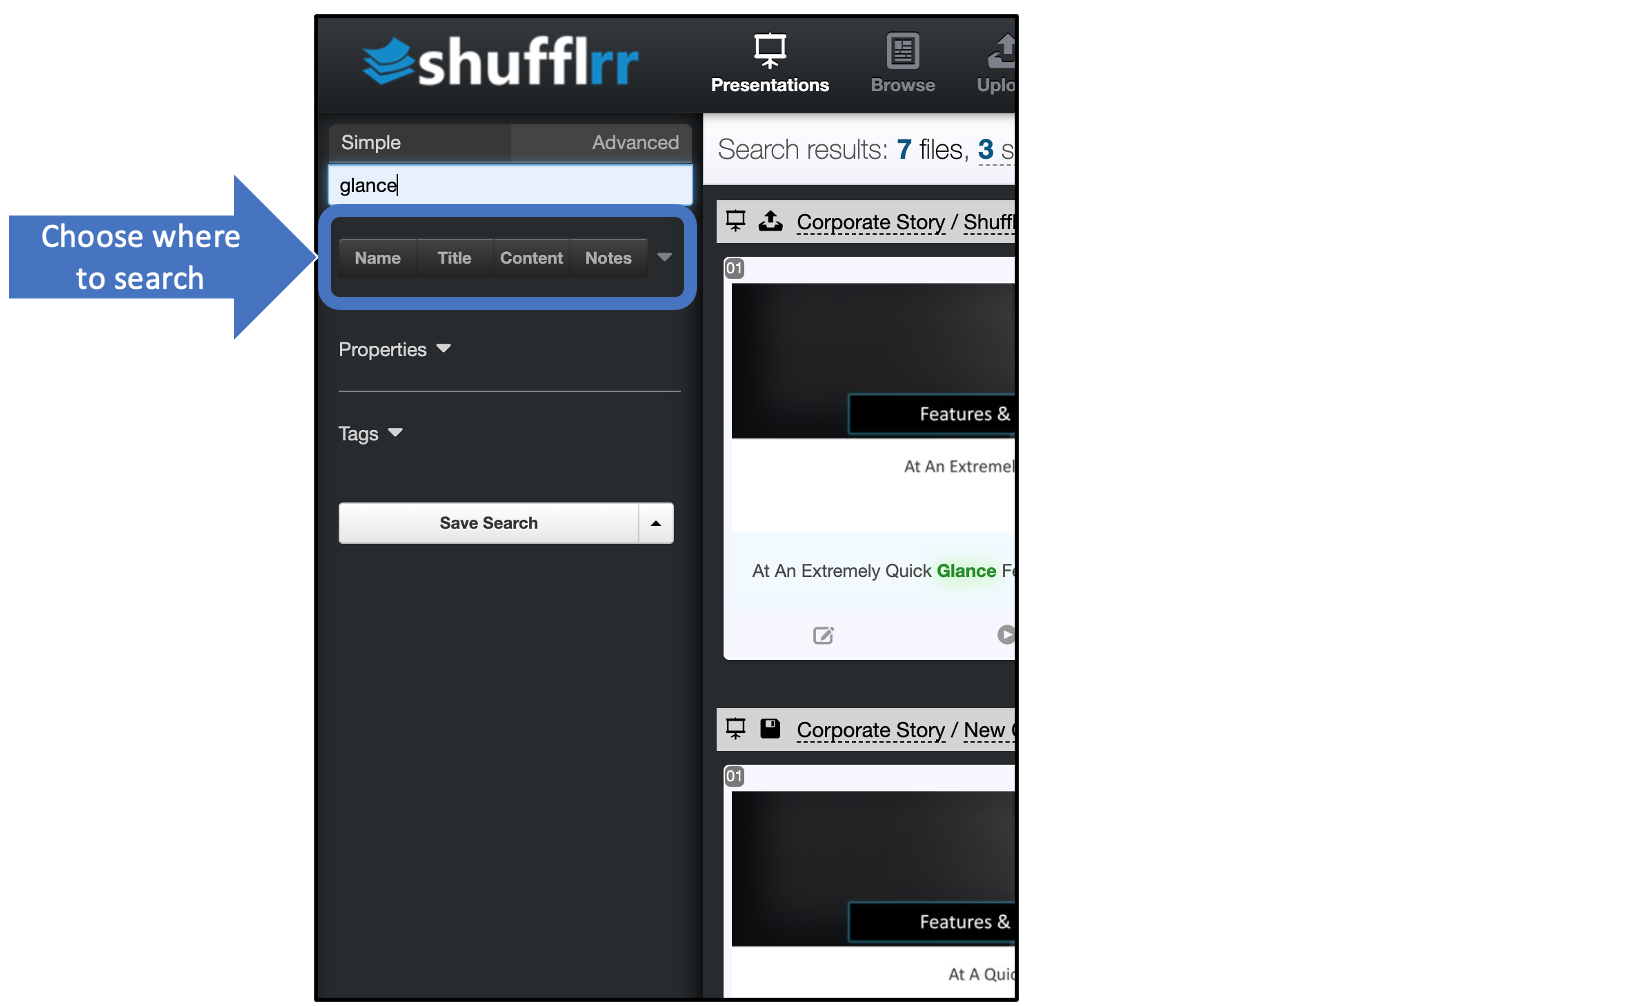 shufflrr
Presentations
Browse
Uplo
Simple
Advanced
Search results: 7 files, 3 s
glance
Choose where
to search
Name
Title
Content
Notes
Properties
Tags
Save Search
Corporate Story / Shuffl
01
Features &
At An Extremel
At An Extremely Quick Glance Fe
Corporate Story / New
01
Features &
At A Quic